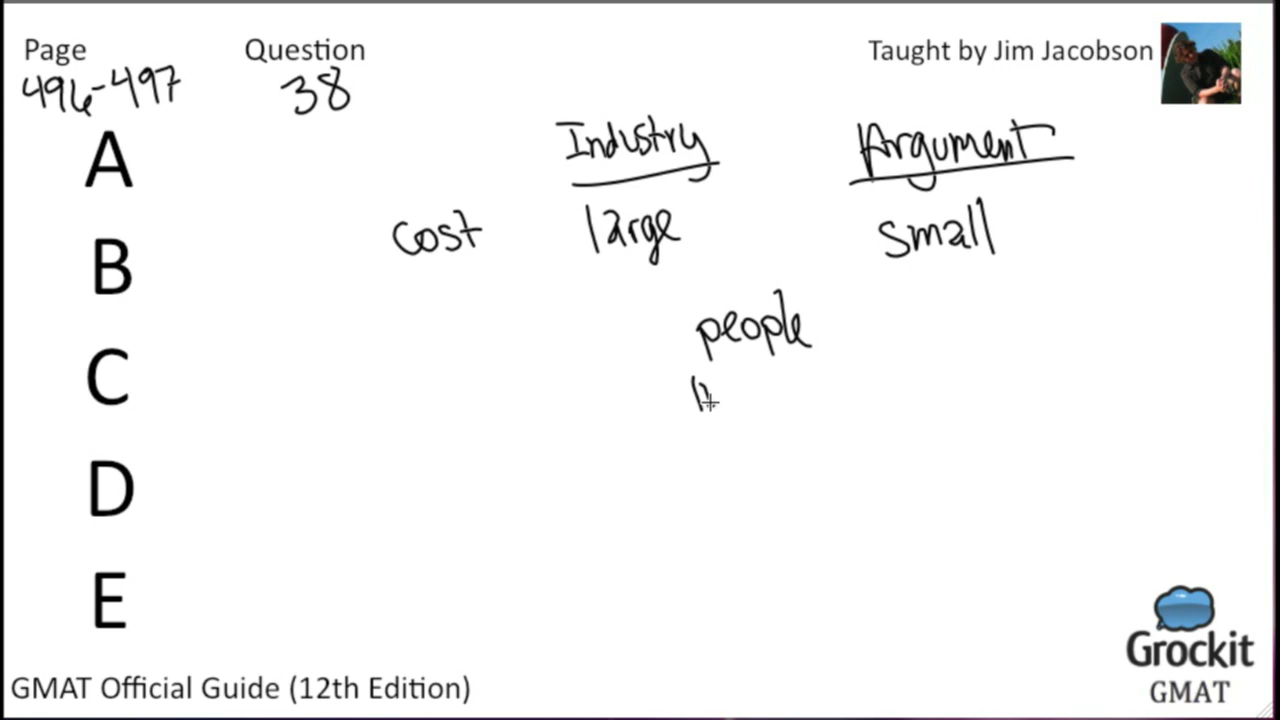 Page Question Taught by Jim Jacobson
496-497 38
A Industry Argument
B cost large small
people
C
D
E
Grockit
GMAT
GMAT Official Guide (12th Edition)